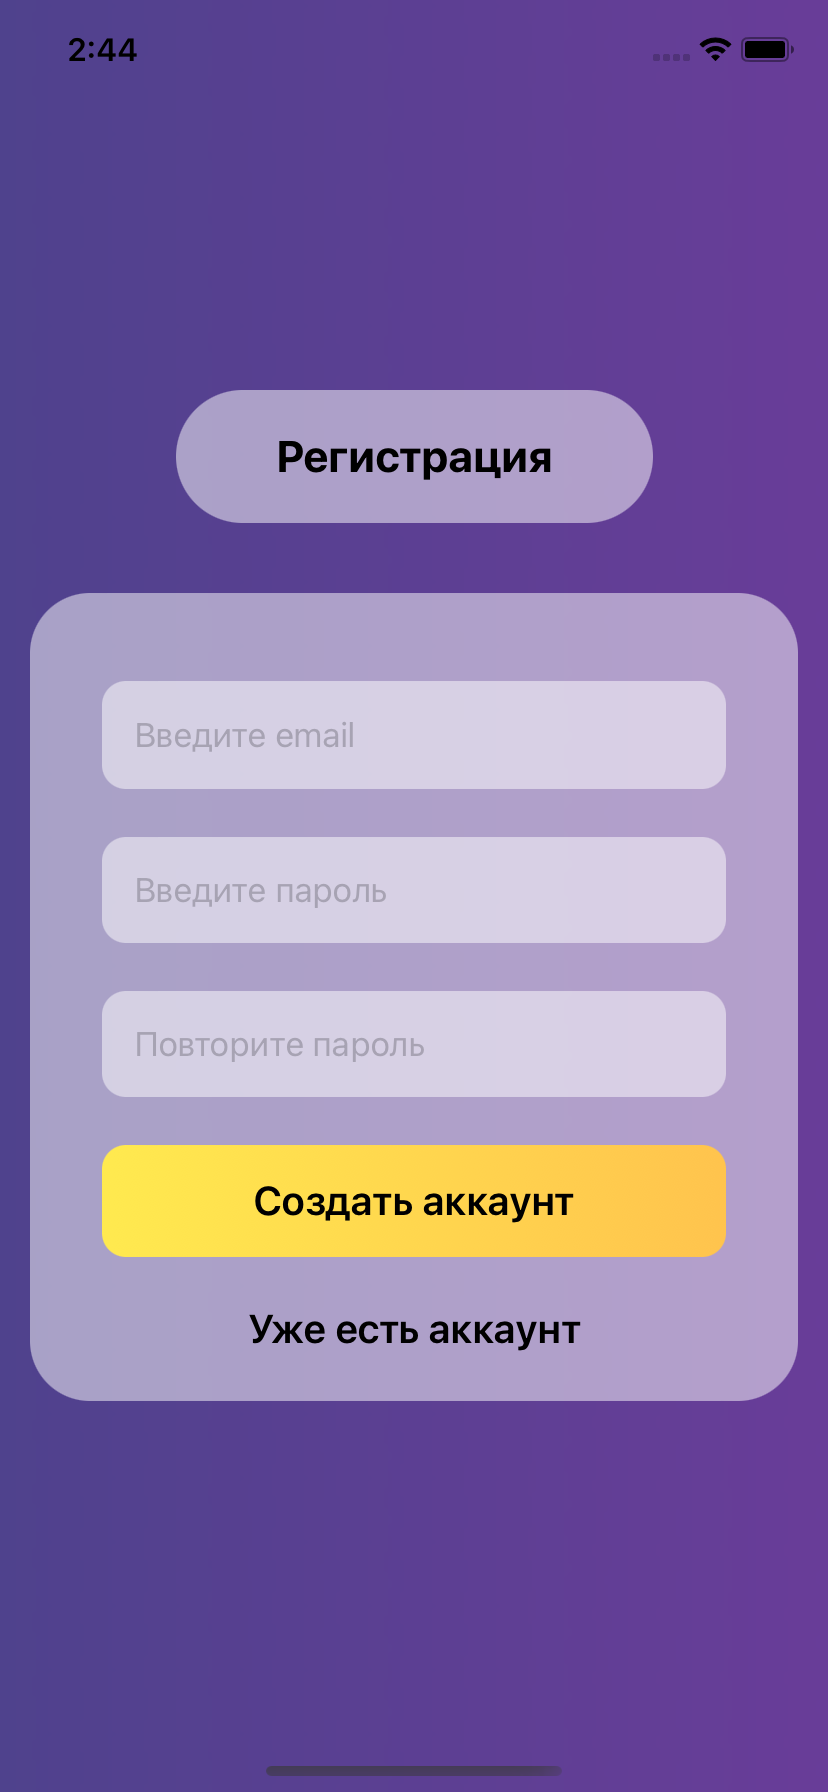 2:44
Регистрация
Введите email
Введите пароль
Повторите пароль
Создать аккаунт
Уже есть аккаунт